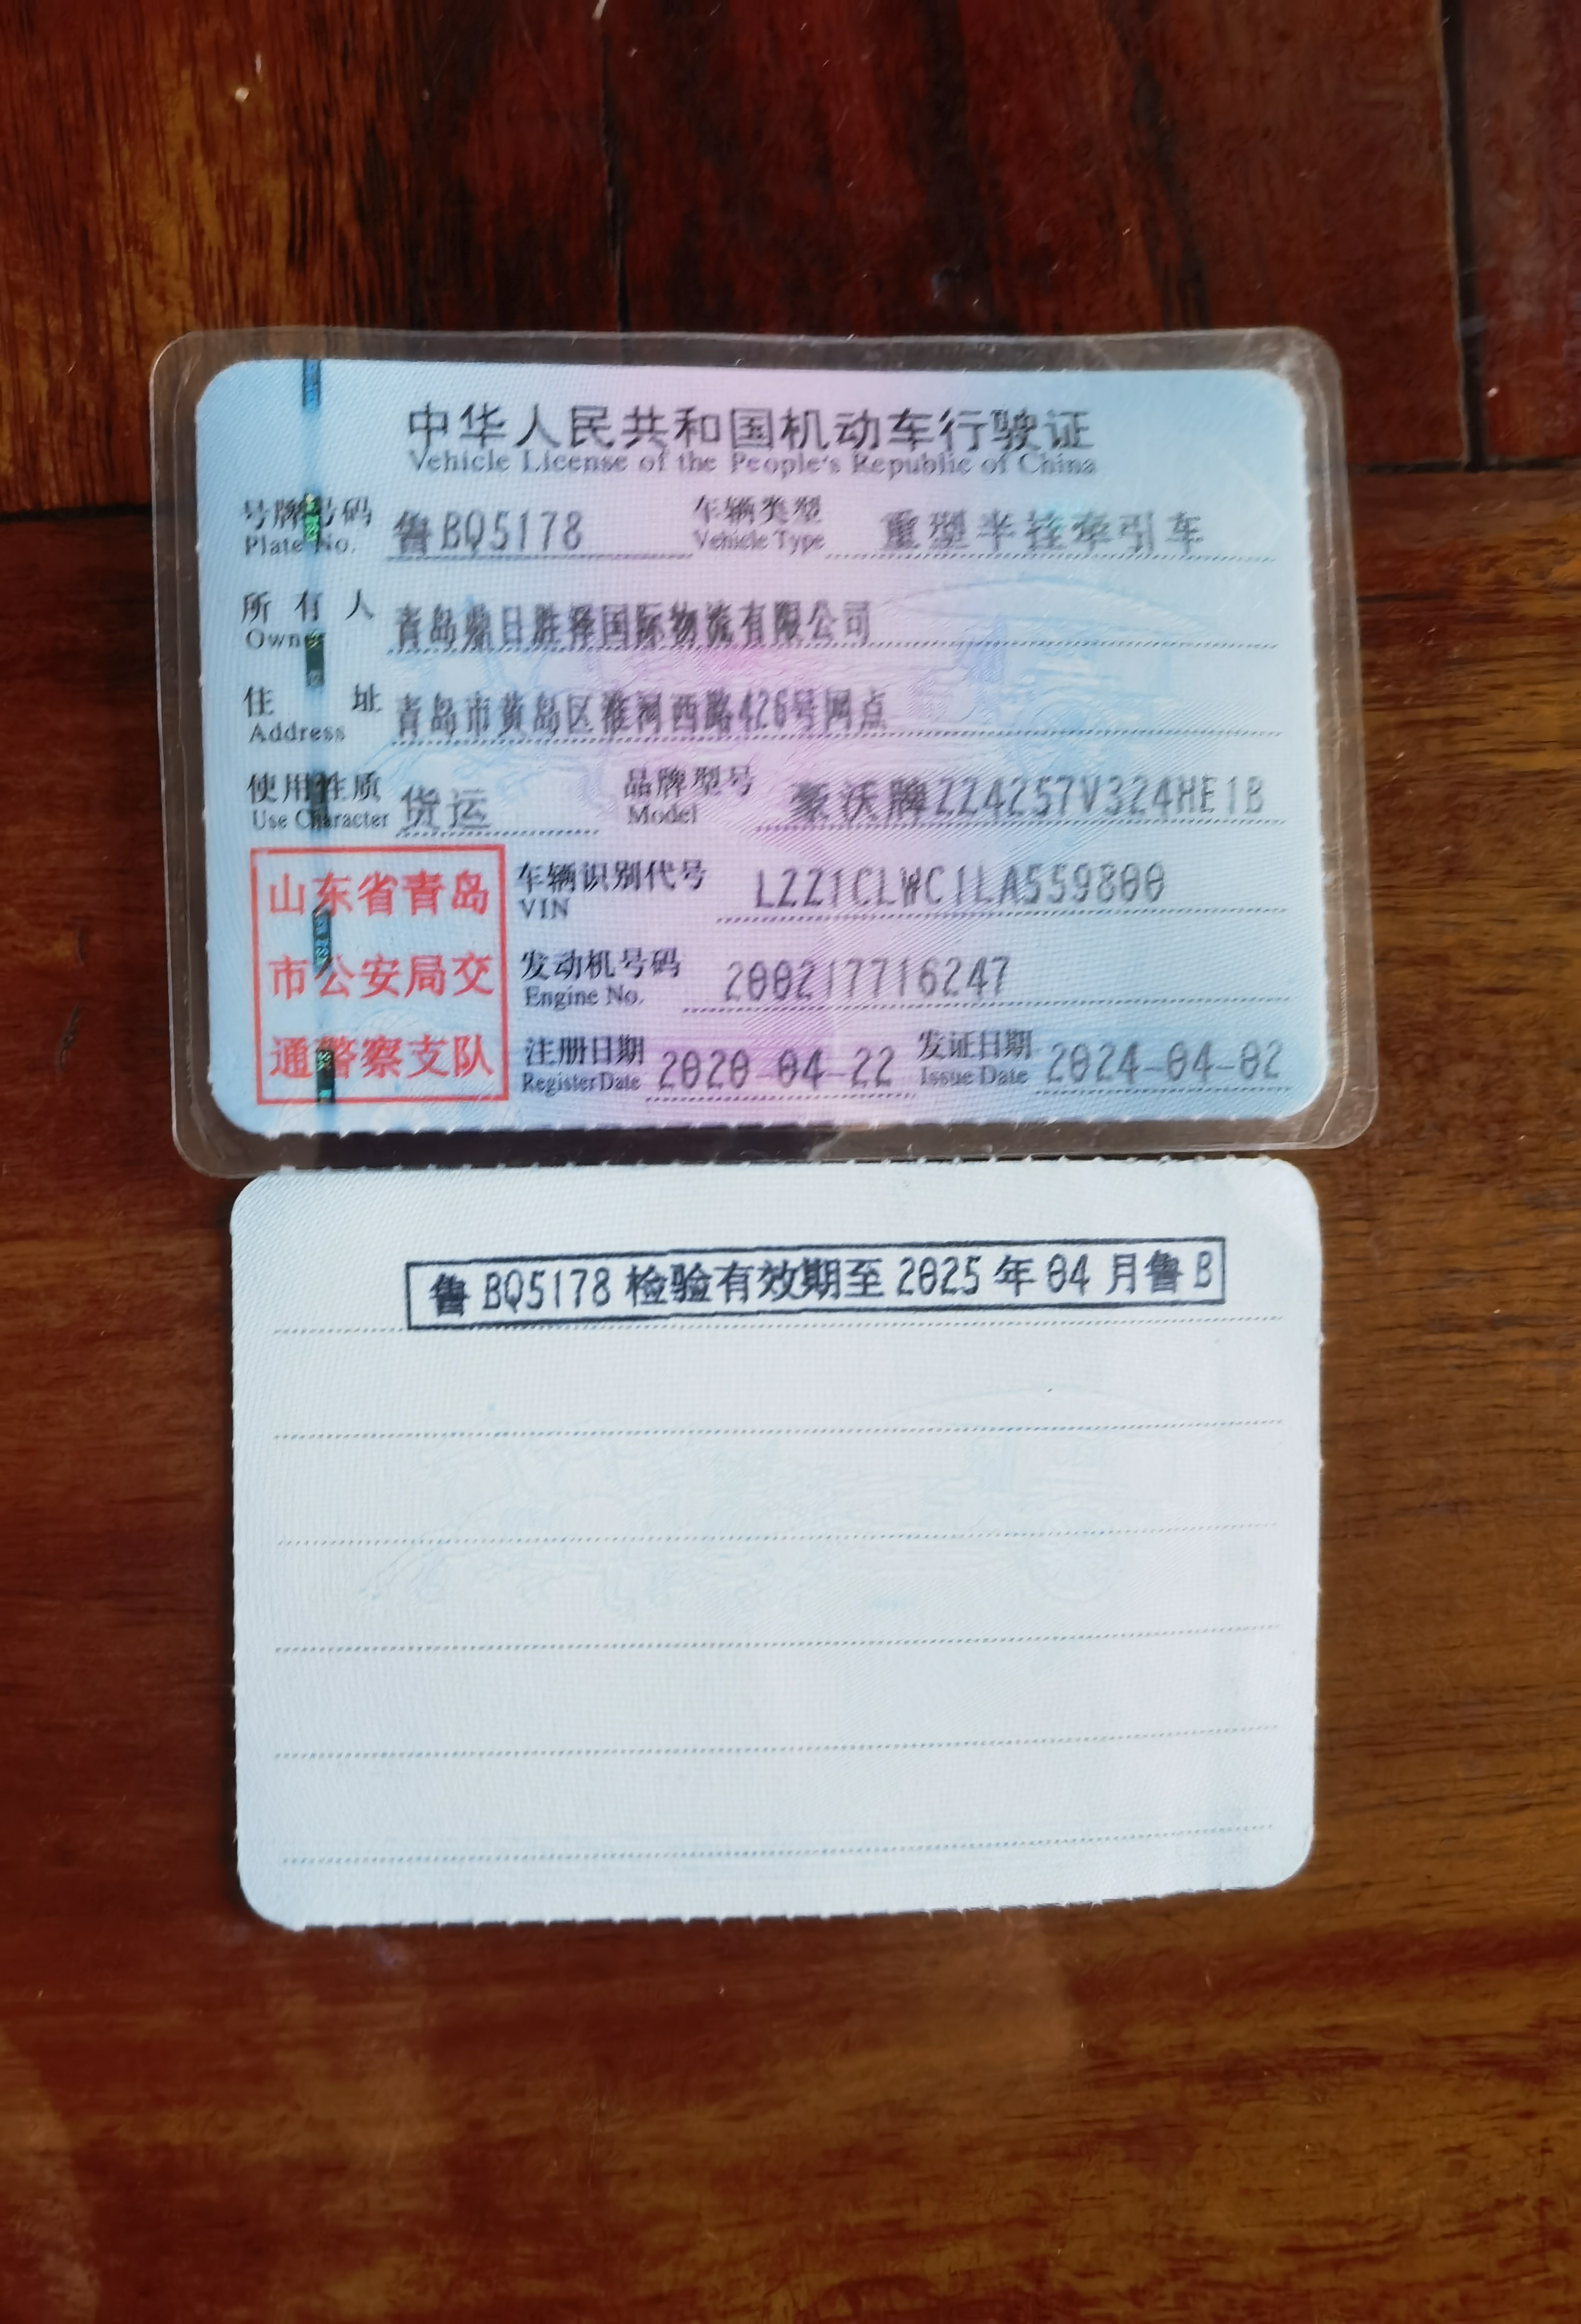 中华人民共和国机动车行驶证
Vehicle License of the People's Republic of China
号牌号码 鲁BQ5178 车辆类型 重型半挂牵引车
Plate No. Vehicle Type
所有人 青岛鼎日胜泽国际物流有限公司
Owner
住址 青岛市黄岛区淮河西路426号网点
Address
使用性质 货运 品牌型号 豪沃牌ZZ4257V324HE1B
Use Character Model
山东省青岛
市公安局交
通警察支队
车辆识别代号 LZZ1CLWC1LA559800
VIN
发动机号码 200217716247
Engine No.
注册日期 2020-04-22 发证日期 2024-04-02
Register Date Issue Date
鲁BQ5178检验有效期至2025年04月鲁B